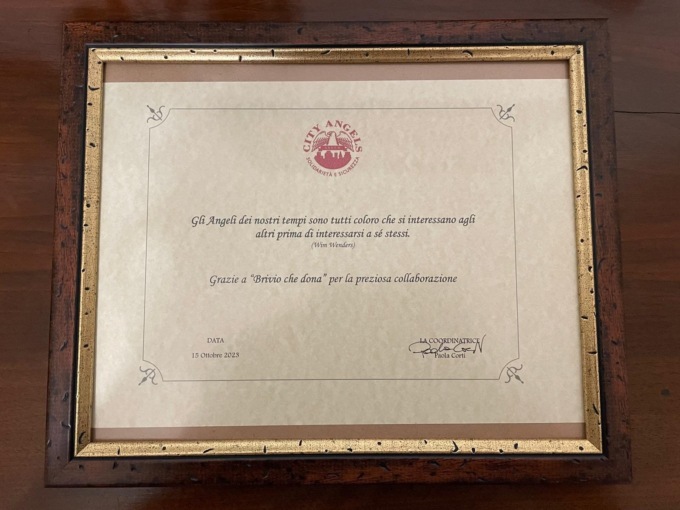 CITY ANGELS
SOLIDARIETÀ E SICUREZZA
Gli Angeli dei nostri tempi sono tutti coloro che si interessano agli
altri prima di interessarsi a sé stessi.
(Wim Wenders)
Grazie a "Brivio che dona" per la preziosa collaborazione
DATA
15 Ottobre 2023
LA COORDINATRICE
Paola Corti